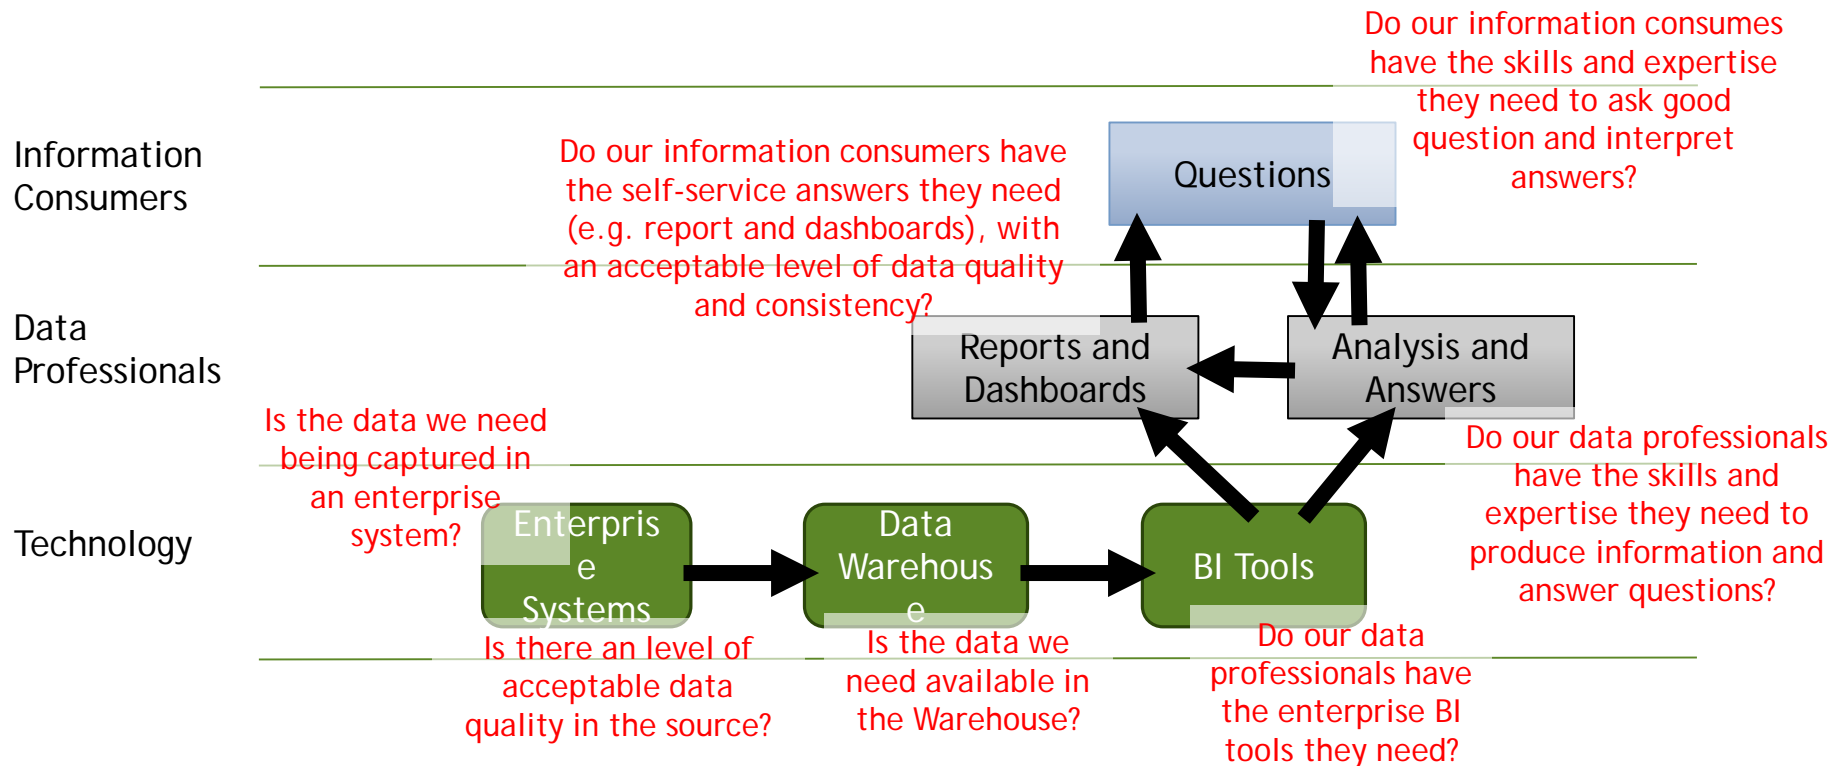 Do our information consumes
have the skills and expertise
they need to ask good
question and interpret
answers?
Information
Consumers
Do our information consumers have
the self-service answers they need
(e.g. report and dashboards), with
an acceptable level of data quality
and consistency?
Questions
Data
Professionals
Reports and
Dashboards
Analysis and
Answers
Is the data we need
being captured in
an enterprise
system?
Do our data professionals
have the skills and
expertise they need to
produce information and
answer questions?
Technology
Enterpris
e
Systems
Data
Warehous
e
BI Tools
Is there an level of
acceptable data
quality in the source?
Is the data we
need available in
the Warehouse?
Do our data
professionals have
the enterprise BI
tools they need?